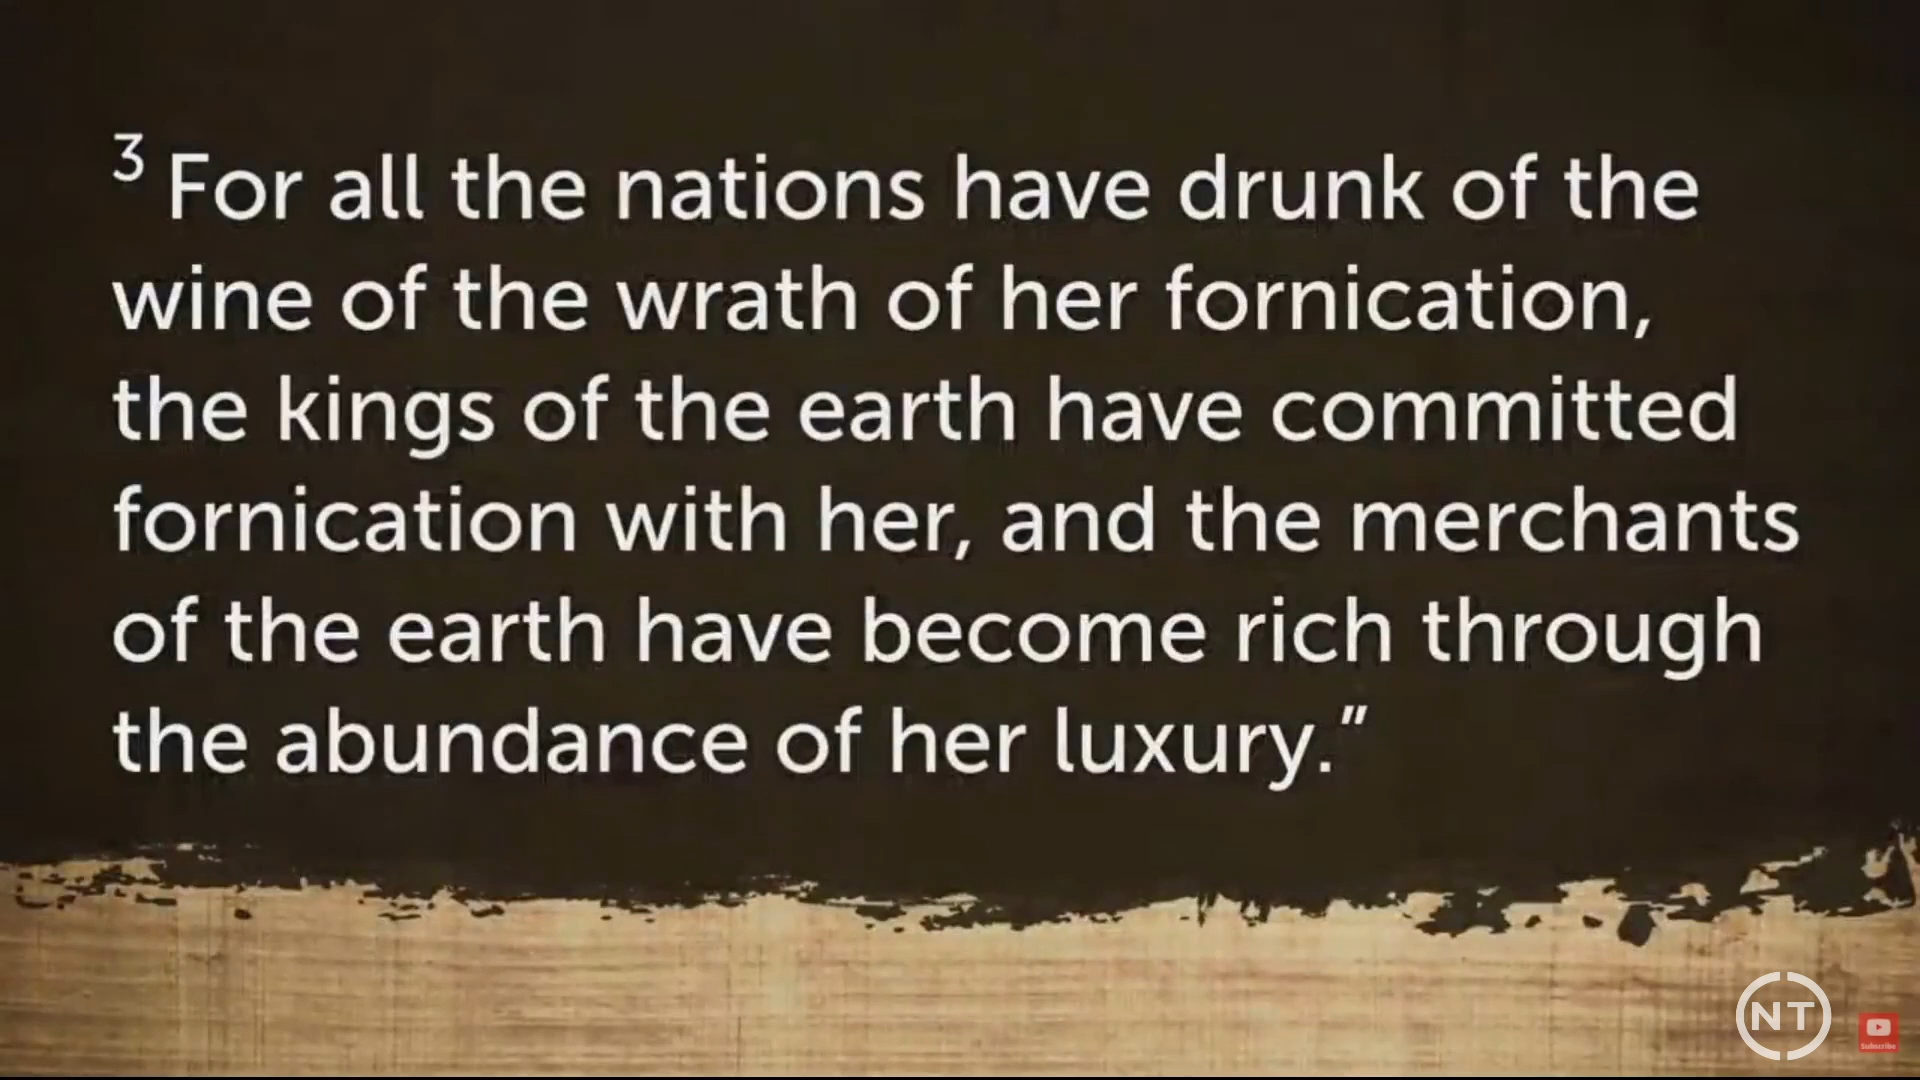 3 For all the nations have drunk of the
wine of the wrath of her fornication,
the kings of the earth have committed
fornication with her, and the merchants
of the earth have become rich through
the abundance of her luxury.”
NT
Subscribe